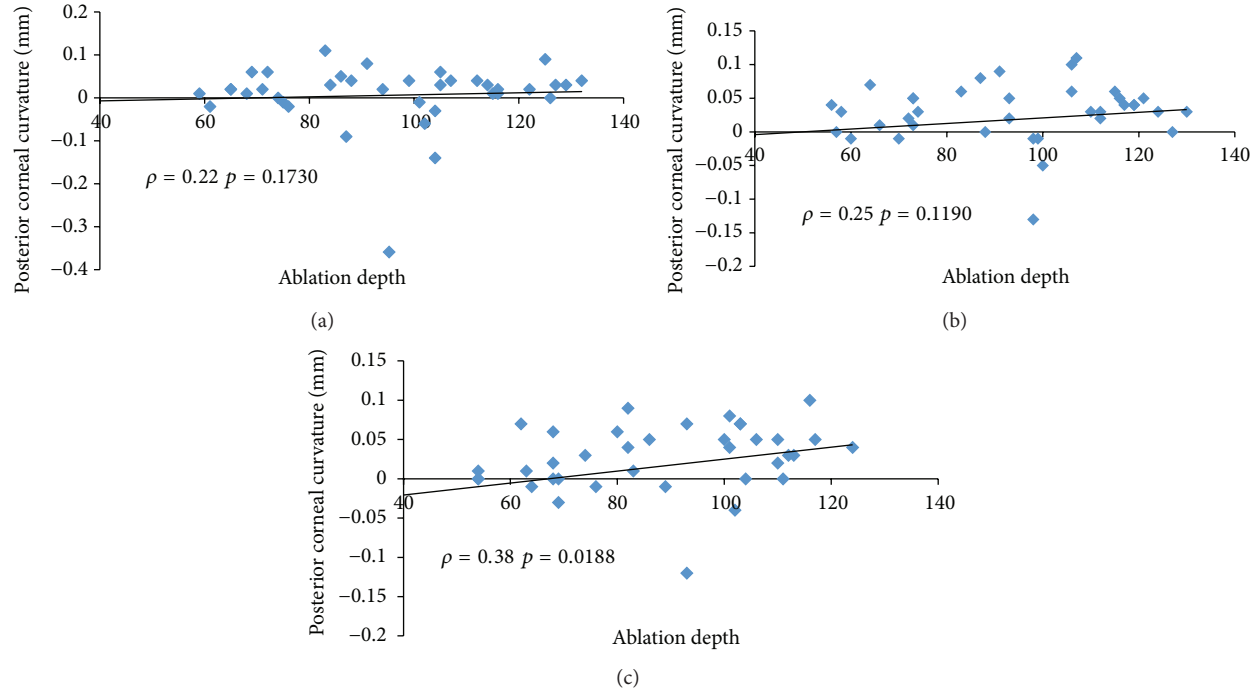 0.2
0.1
0
−0.1
−0.2
−0.3
−0.4
40 60 80 100 120 140
Posterior corneal curvature (mm)
ρ = 0.22 p = 0.1730
Ablation depth
(a)
0.15
0.1
0.05
0
−0.05
−0.1
−0.15
−0.2
40 60 80 100 120 140
Posterior corneal curvature (mm)
ρ = 0.25 p = 0.1190
Ablation depth
(b)
0.15
0.1
0.05
0
−0.05
−0.1
−0.15
−0.2
40 60 80 100 120 140
Posterior corneal curvature (mm)
ρ = 0.38 p = 0.0188
Ablation depth
(c)